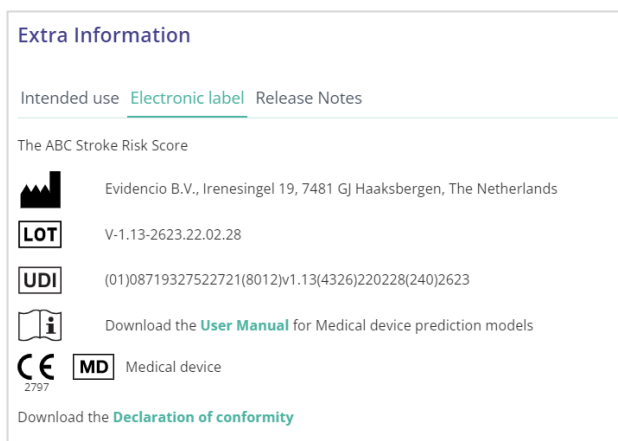 Extra Information
Intended use Electronic label Release Notes
The ABC Stroke Risk Score
Evidencio B.V., Irenesingel 19, 7481 GJ Haaksbergen, The Netherlands
LOT V-1.13-2623.22.02.28
UDI (01)08719327522721(8012)v1.13(4326)220228(240)2623
i Download the User Manual for Medical device prediction models
CE MD Medical device
2797
Download the Declaration of conformity